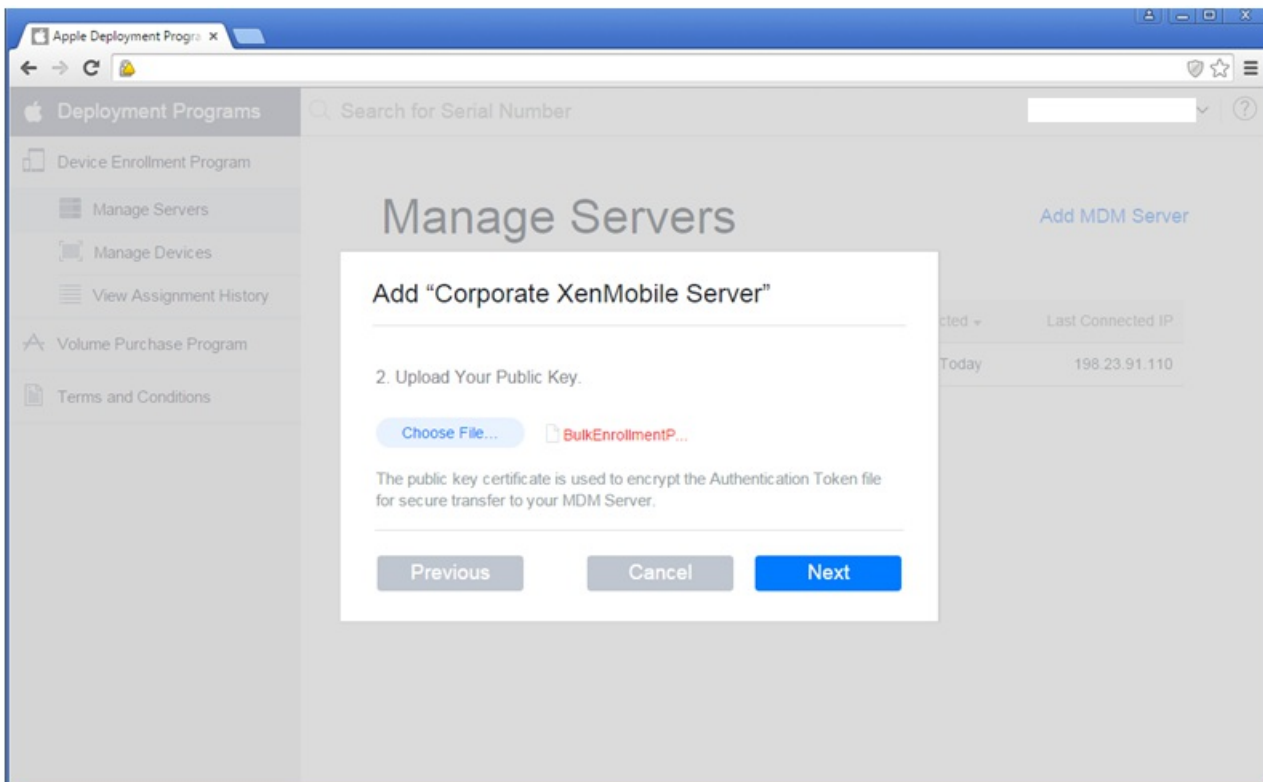 Apple Deployment Progra
Deployment Programs
Search for Serial Number
Device Enrollment Program
Manage Servers
Manage Devices
View Assignment History
Volume Purchase Program
Terms and Conditions
Manage Servers
Add MDM Server
cted
Last Connected IP
Today
198.23.91.110
Add “Corporate XenMobile Server”
2. Upload Your Public Key.
Choose File...
BulkEnrollmentP...
The public key certificate is used to encrypt the Authentication Token file
for secure transfer to your MDM Server.
Previous
Cancel
Next